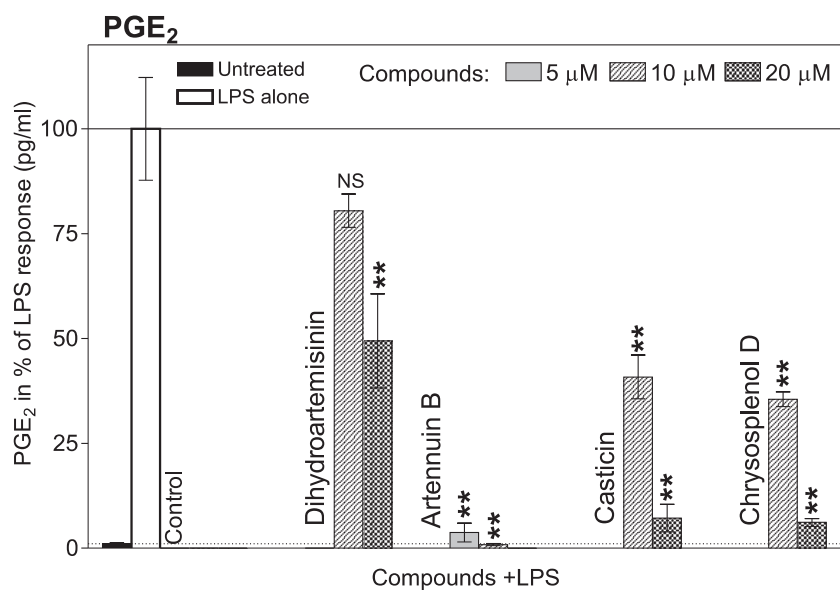 PGE₂
Untreated
LPS alone
Compounds: 5 μM 10 μM 20 μM
PGE₂ in % of LPS response (pg/ml)
100
75
50
25
0
Control
Dihydroartemisinin
NS
**
Artennuin B
**
**
Casticin
**
**
Chrysosplenol D
**
**
Compounds +LPS